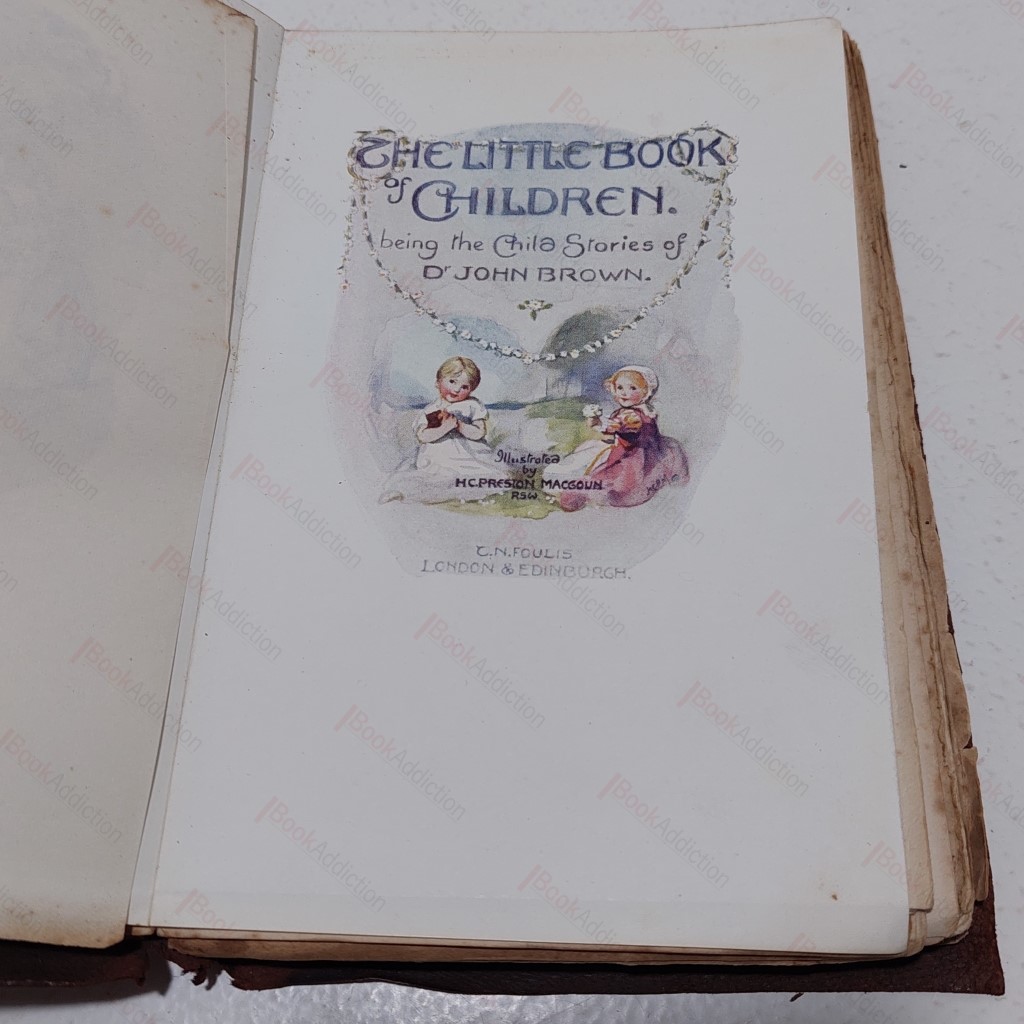 THE LITTLE BOOK
of CHILDREN.
being the Child Stories of
Dr JOHN BROWN.
Illustrated
by
H.C.PRESTON MACGOUN
RSW.
T.N.FOULIS
LONDON & EDINBURGH.
BookAddiction